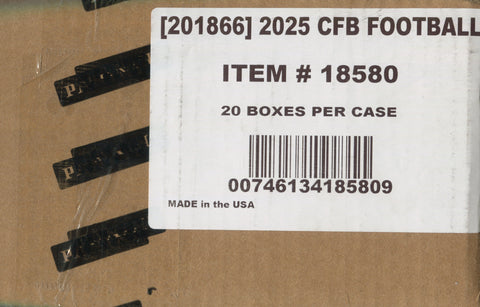 [201866] 2025 CFB FOOTBALL
ITEM # 18580
20 BOXES PER CASE
00746134185809
MADE in the USA